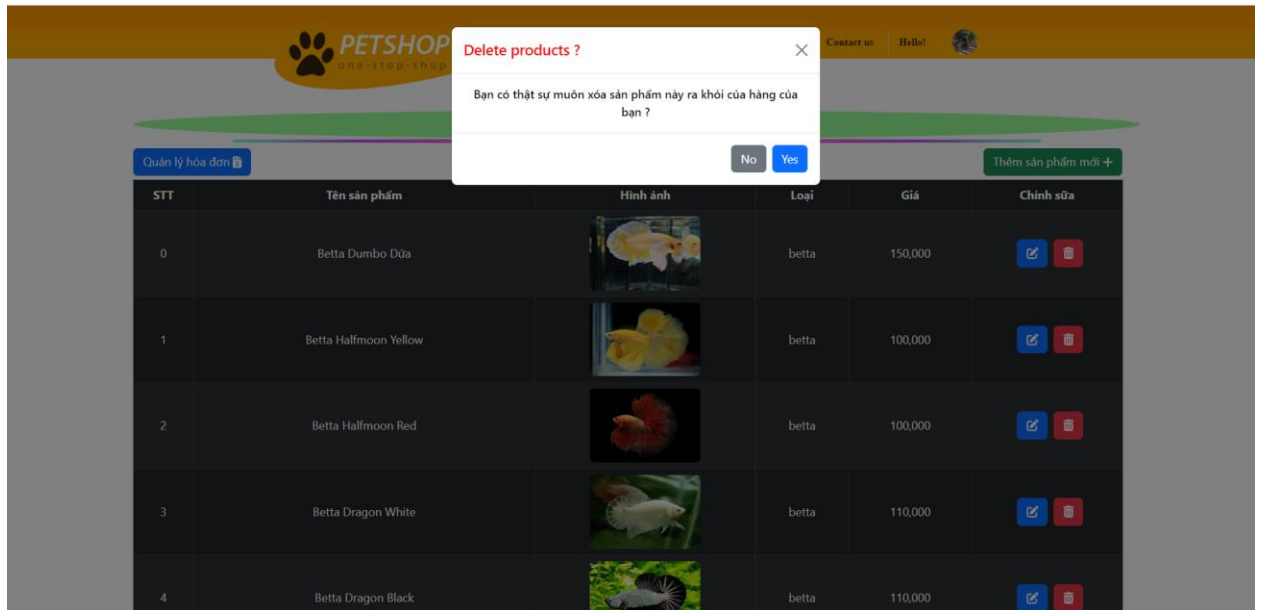 PETSHOP
one-stop-shop
Contact us
Hello!
Delete products ?
Bạn có thật sự muôn xóa sản phẩm này ra khỏi của hàng của
bạn ?
No
Yes
Quản lý hóa đơn
Thêm sản phẩm mới +
STT
Tên sản phẩm
Hình ảnh
Loại
Giá
Chỉnh sữa
0
Betta Dumbo Dứa
betta
150,000
1
Betta Halfmoon Yellow
betta
100,000
2
Betta Halfmoon Red
betta
100,000
3
Betta Dragon White
betta
110,000
4
Betta Dragon Black
betta
110,000